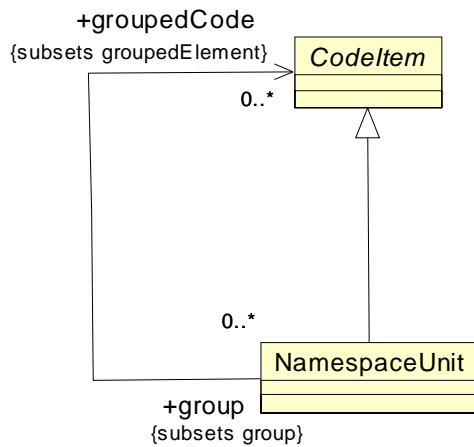 +groupedCode
{subsets groupedElement}
CodeItem
0..*
0..*
NamespaceUnit
+group
{subsets group}